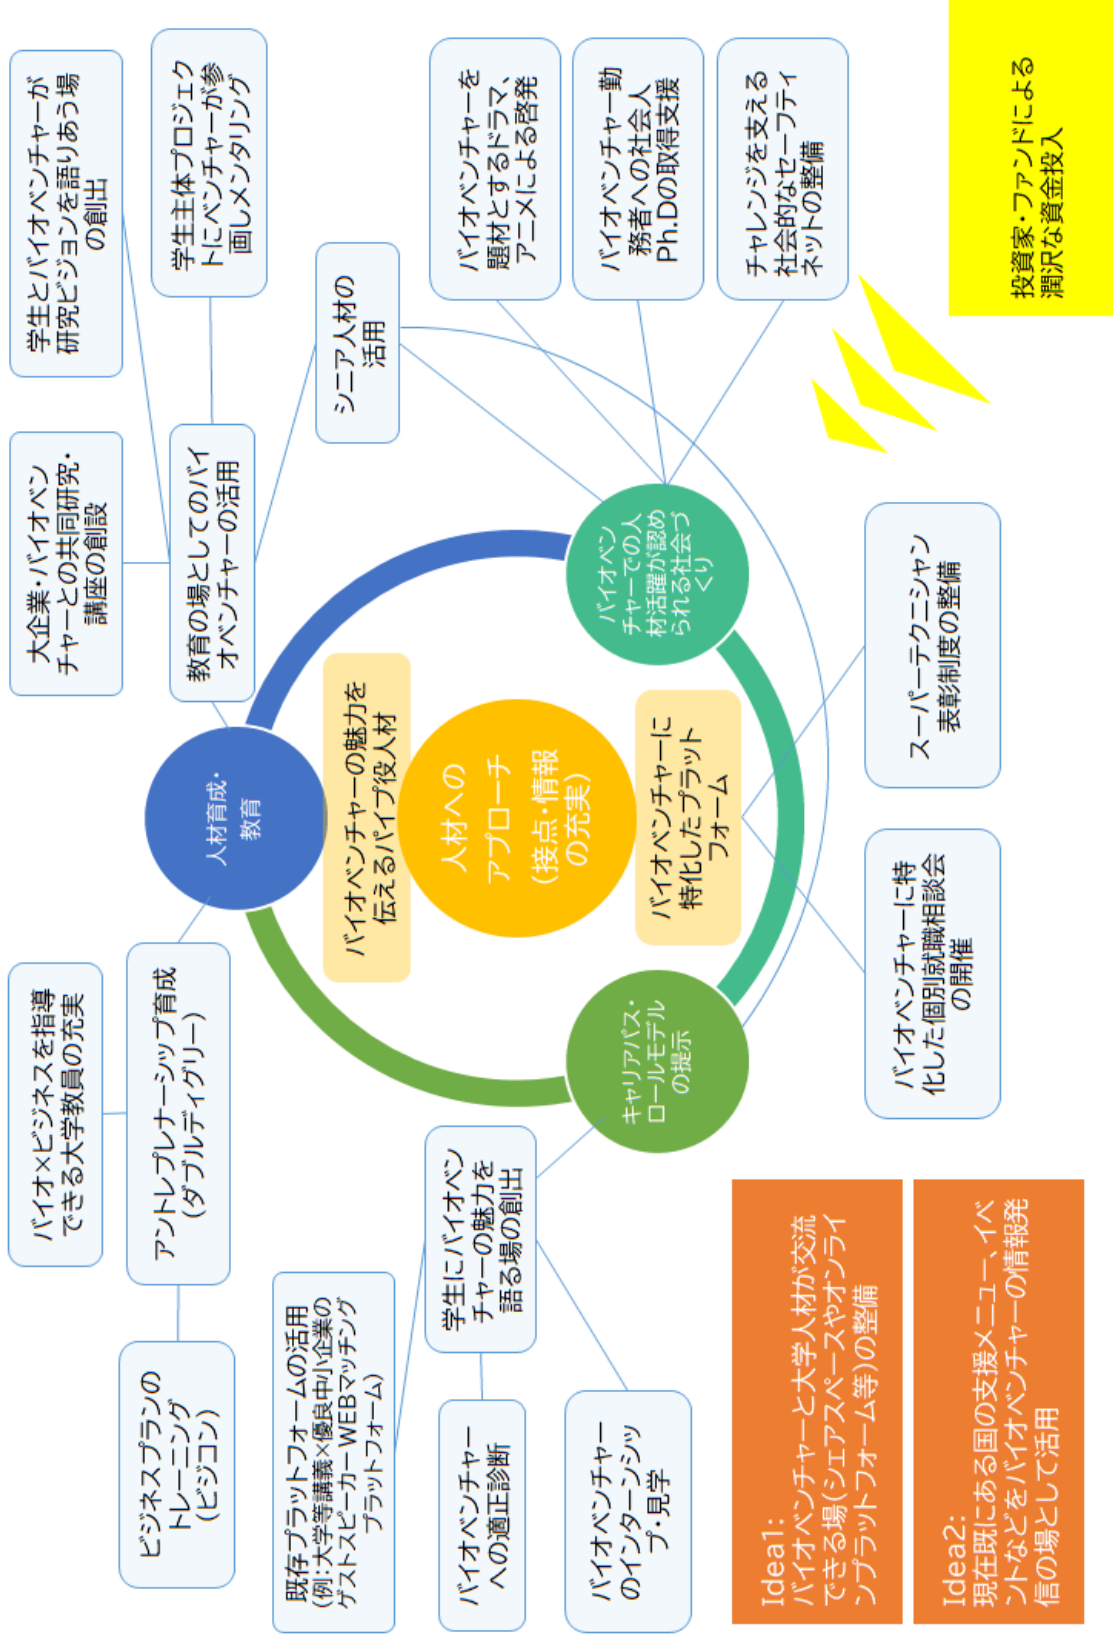 ビジネスプランの
トレーニング
(ビジコン)
バイオ×ビジネスを指導
できる大学教員の充実
アントレプレナーシップ育成
(ダブルディグリー)
大企業・バイオベン
チャーとの共同研究・
講座の創設
学生とバイオベンチャーが
研究ビジョンを語りあう場
の創出
教育の場としてのバイ
オベンチャーの活用
学生主体プロジェク
トにベンチャーが参
画しメンタリング
人材育成・
教育
シニア人材の
活用
既存プラットフォームの活用
(例：大学等講義×優良中小企業の
ゲストスピーカーWEBマッチング
プラットフォーム)
バイオベンチャーの魅力を
伝えるパイプ役人材
人材への
アプローチ
(接点・情報
の充実)
バイオベンチャーに
特化したプラット
フォーム
学生にバイオベン
チャーの魅力を
語る場の創出
バイオベンチャー
への適正診断
バイオベンチャー
のインターンシッ
プ・見学
キャリアパス・
ロールモデル
の提示
バイオベン
チャーでの人
材活躍が認め
られる社会づ
くり
バイオベンチャーを
題材とするドラマ、
アニメによる啓発
バイオベンチャー勤
務者への社会人
Ph.Dの取得支援
チャレンジを支える
社会的なセーフティ
ネットの整備
Idea1:
バイオベンチャーと大学人材が交流
できる場(シェアスペースやオンライ
ンプラットフォーム等)の整備
Idea2:
現在既にある国の支援メニュー、イベ
ントなどをバイオベンチャーの情報発
信の場として活用
バイオベンチャーに特
化した個別就職相談会
の開催
スーパーテクニシャン
表彰制度の整備
投資家・ファンドによる
潤沢な資金投入